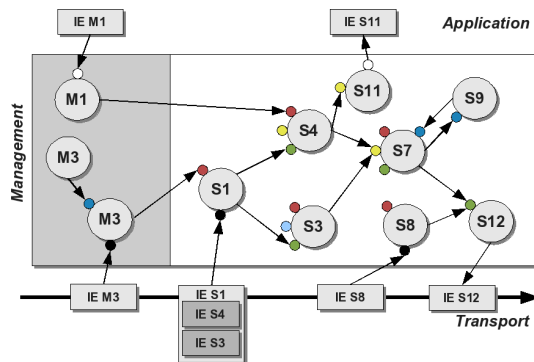 IE M1
IE S11
Application
Management
M1
S11
S9
S4
M3
S7
S1
M3
S3
S8
S12
IE M3
IE S1
IE S4
IE S3
IE S8
IE S12
Transport